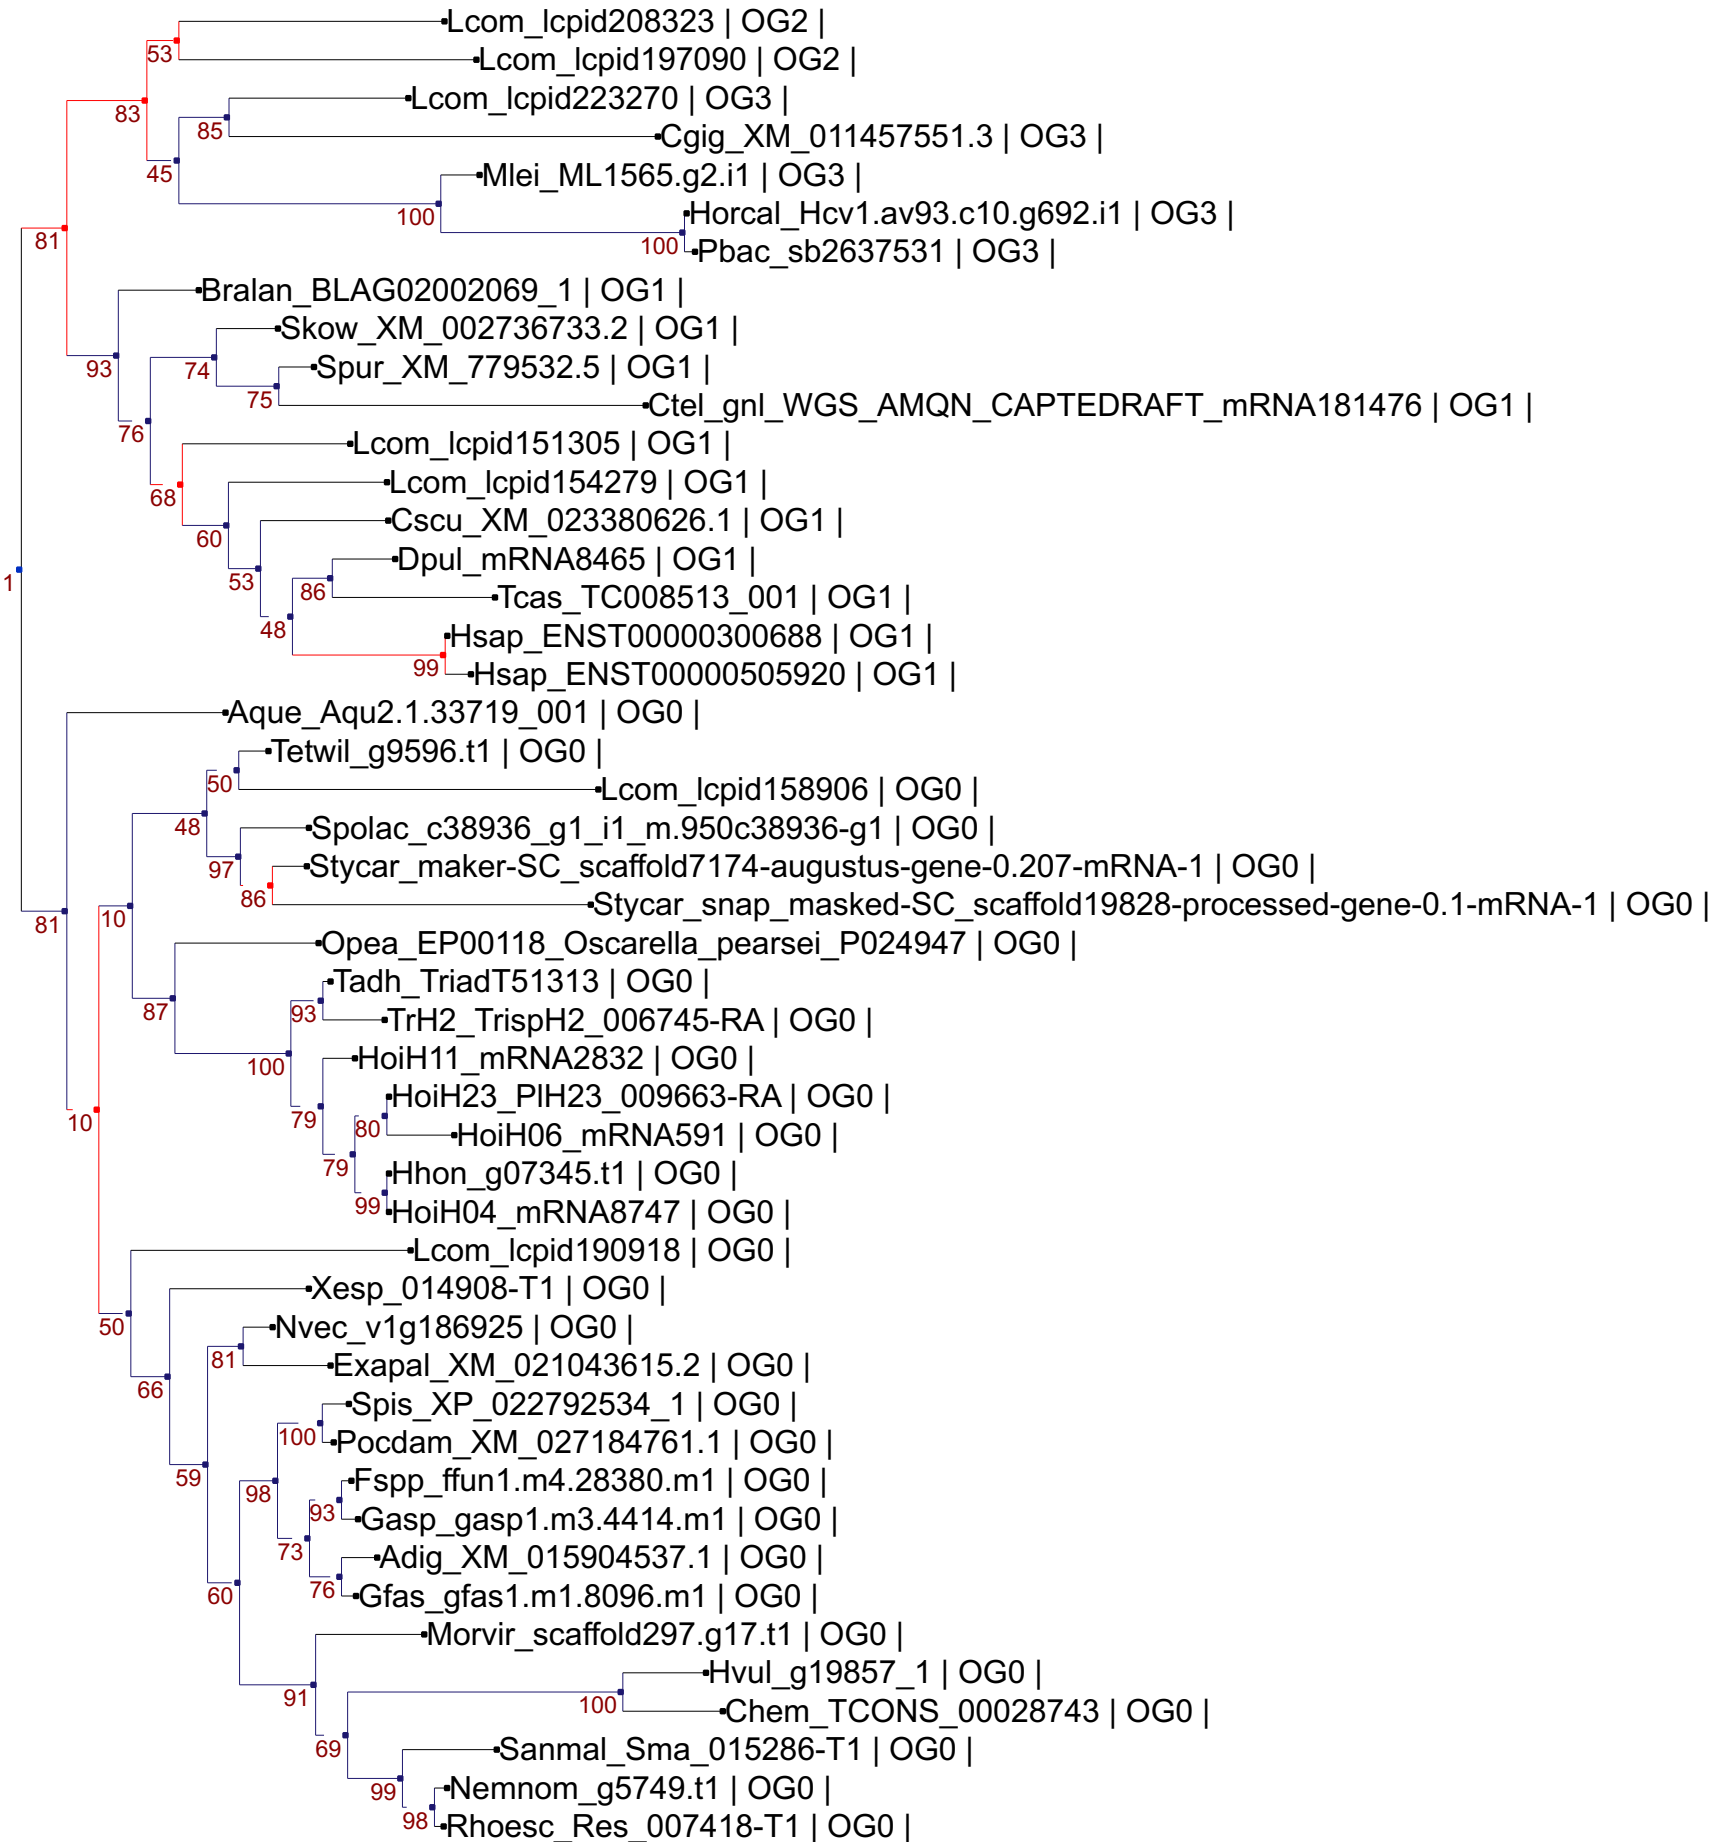 Lcom_lcpid208323 | OG2 |
53
Lcom_lcpid197090 | OG2 |
Lcom_lcpid223270 | OG3 |
83
85
Cgig_XM_011457551.3 | OG3 |
45
Mlei_ML1565.g2.i1 | OG3 |
100
Horcal_Hcv1.av93.c10.g692.i1 | OG3 |
81
100
Pbac_sb2637531 | OG3 |
Bralan_BLAG02002069_1 | OG1 |
Skow_XM_002736733.2 | OG1 |
93
74
Spur_XM_779532.5 | OG1 |
75
Ctel_gnl_WGS_AMQN_CAPTEDRAFT_mRNA181476 | OG1 |
76
Lcom_lcpid151305 | OG1 |
68
Lcom_lcpid154279 | OG1 |
60
Cscu_XM_023380626.1 | OG1 |
53
Dpul_mRNA8465 | OG1 |
1
86
Tcas_TC008513_001 | OG1 |
48
Hsap_ENST00000300688 | OG1 |
99
Hsap_ENST00000505920 | OG1 |
Aque_Aqu2.1.33719_001 | OG0 |
Tetwil_g9596.t1 | OG0 |
50
Lcom_lcpid158906 | OG0 |
48
Spolac_c38936_g1_i1_m.950c38936-g1 | OG0 |
97
Stycar_maker-SC_scaffold7174-augustus-gene-0.207-mRNA-1 | OG0 |
86
Stycar_snap_masked-SC_scaffold19828-processed-gene-0.1-mRNA-1 | OG0 |
81
10
Opea_EP00118_Oscarella_pearsei_P024947 | OG0 |
Tadh_TriadT51313 | OG0 |
87
93
TrH2_TrispH2_006745-RA | OG0 |
100
HoiH11_mRNA2832 | OG0 |
HoiH23_PlH23_009663-RA | OG0 |
10
79
80
HoiH06_mRNA591 | OG0 |
79
Hhon_g07345.t1 | OG0 |
99
HoiH04_mRNA8747 | OG0 |
Lcom_lcpid190918 | OG0 |
Xesp_014908-T1 | OG0 |
50
Nvec_v1g186925 | OG0 |
81
Exapal_XM_021043615.2 | OG0 |
66
Spis_XP_022792534_1 | OG0 |
100
Pocdam_XM_027184761.1 | OG0 |
59
Fspp_ffun1.m4.28380.m1 | OG0 |
98
93
Gasp_gasp1.m3.4414.m1 | OG0 |
73
Adig_XM_015904537.1 | OG0 |
60
76
Gfas_gfas1.m1.8096.m1 | OG0 |
Morvir_scaffold297.g17.t1 | OG0 |
Hvul_g19857_1 | OG0 |
91
100
Chem_TCONS_00028743 | OG0 |
69
Sanmal_Sma_015286-T1 | OG0 |
99
Nemnom_g5749.t1 | OG0 |
98
Rhoesc_Res_007418-T1 | OG0 |